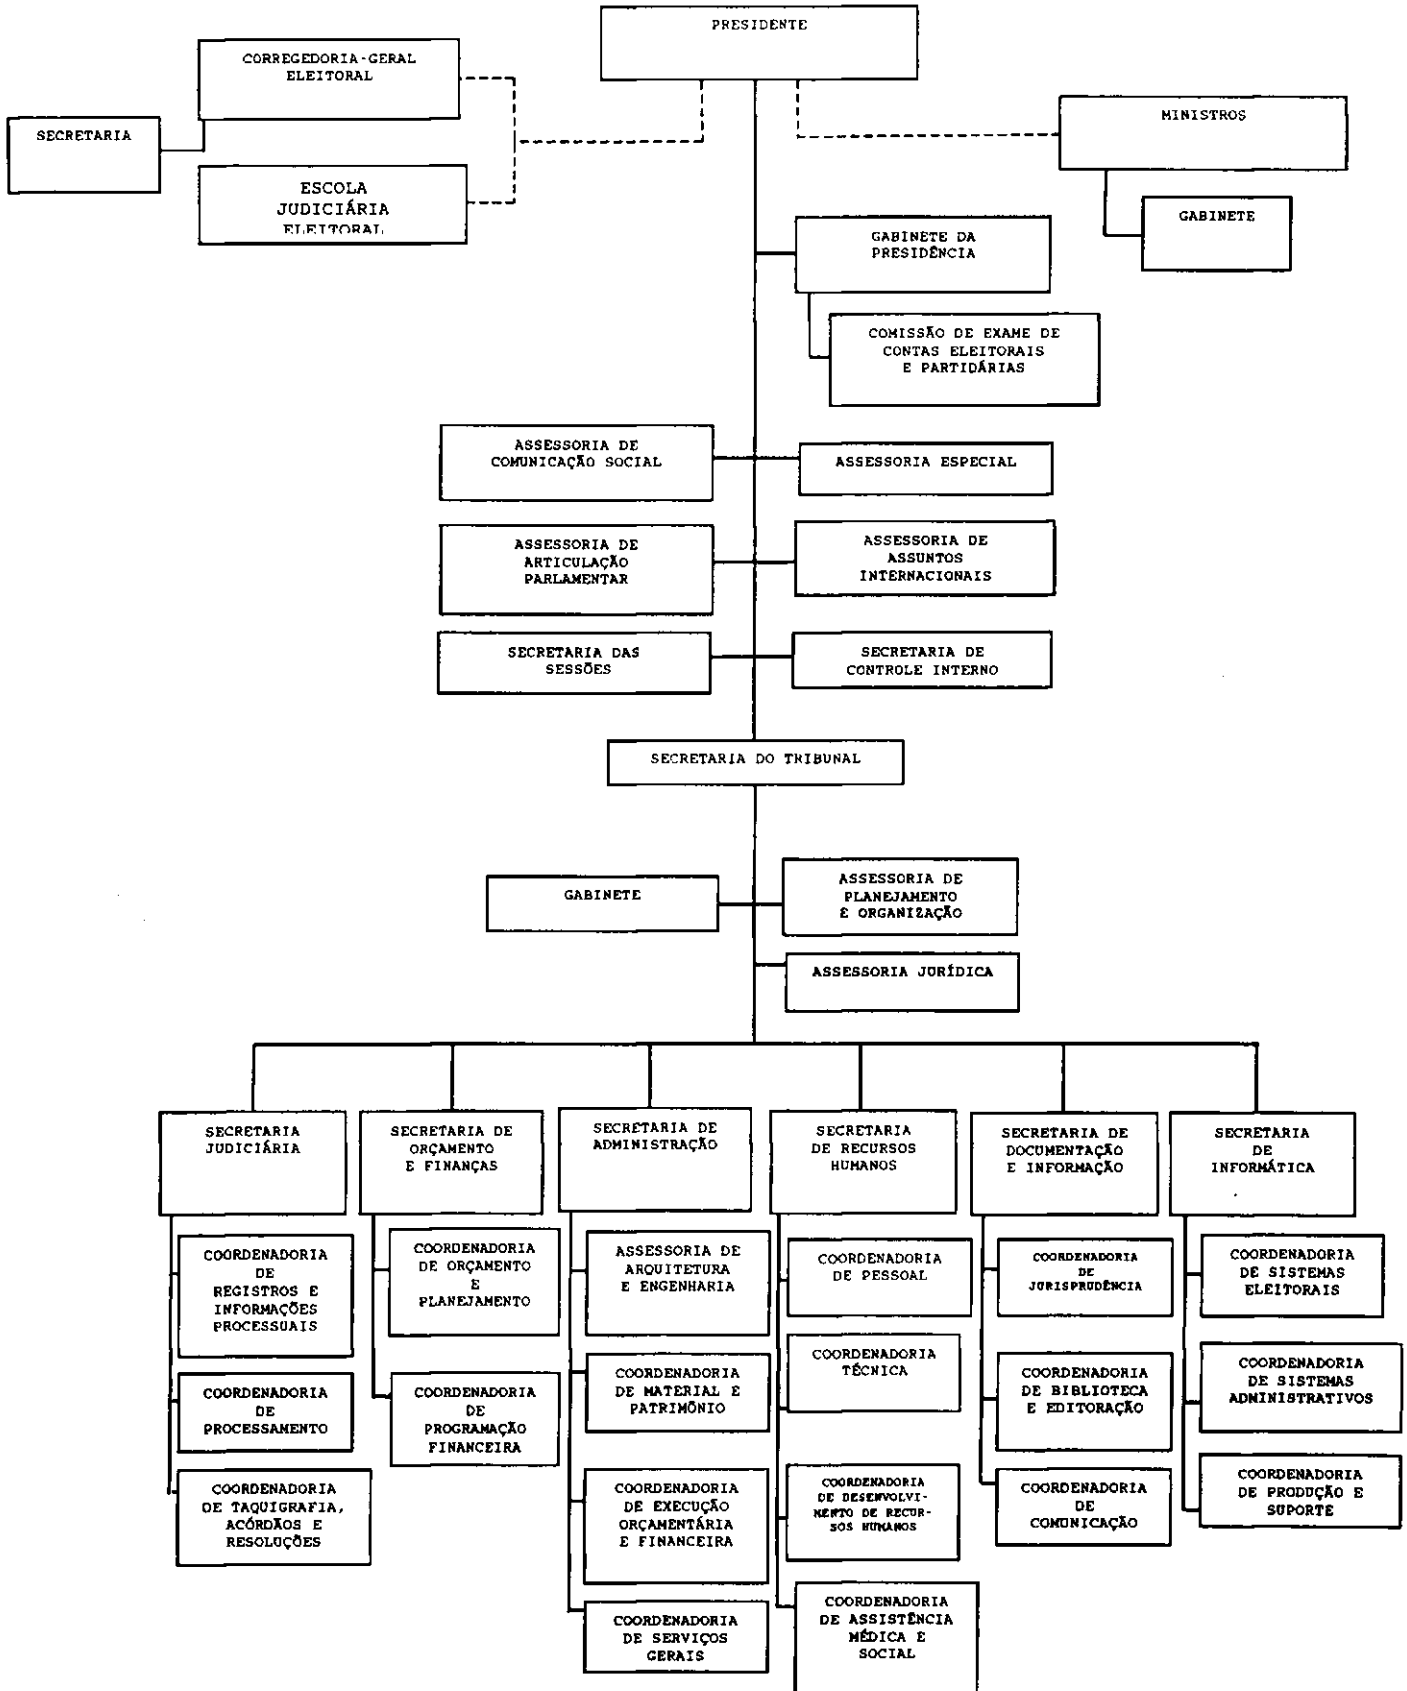 PRESIDENTE
CORREGEDORIA-GERAL
ELEITORAL
SECRETARIA
MINISTROS
ESCOLA
JUDICIÁRIA
ELEITORAL
GABINETE
GABINETE DA
PRESIDÊNCIA
COMISSÃO DE EXAME DE
CONTAS ELEITORAIS
E PARTIDÁRIAS
ASSESSORIA DE
COMUNICAÇÃO SOCIAL
ASSESSORIA ESPECIAL
ASSESSORIA DE
ARTICULAÇÃO
PARLAMENTAR
ASSESSORIA DE
ASSUNTOS
INTERNACIONAIS
SECRETARIA DAS
SESSÕES
SECRETARIA DE
CONTROLE INTERNO
SECRETARIA DO TRIBUNAL
GABINETE
ASSESSORIA DE
PLANEJAMENTO
E ORGANIZAÇÃO
ASSESSORIA JURÍDICA
SECRETARIA
JUDICIÁRIA
SECRETARIA DE
ORÇAMENTO
E FINANÇAS
SECRETARIA DE
ADMINISTRAÇÃO
SECRETARIA
DE RECURSOS
HUMANOS
SECRETARIA DE
DOCUMENTAÇÃO
E INFORMAÇÃO
SECRETARIA
DE
INFORMÁTICA
COORDENADORIA
DE
REGISTROS E
INFORMAÇÕES
PROCESSUAIS
COORDENADORIA
DE ORÇAMENTO
E
PLANEJAMENTO
ASSESSORIA DE
ARQUITETURA
E ENGENHARIA
COORDENADORIA
DE PESSOAL
COORDENADORIA
DE
JURISPRUDÊNCIA
COORDENADORIA
DE SISTEMAS
ELEITORAIS
COORDENADORIA
DE
PROCESSAMENTO
COORDENADORIA
DE
PROGRAMAÇÃO
FINANCEIRA
COORDENADORIA
DE MATERIAL E
PATRIMÔNIO
COORDENADORIA
TÉCNICA
COORDENADORIA
DE BIBLIOTECA
E EDITORAÇÃO
COORDENADORIA
DE SISTEMAS
ADMINISTRATIVOS
COORDENADORIA
DE TAQUIGRAFIA,
ACÓRDÃOS E
RESOLUÇÕES
COORDENADORIA
DE EXECUÇÃO
ORÇAMENTÁRIA
E FINANCEIRA
COORDENADORIA
DE DESENVOLVI-
MENTO DE RECUR-
SOS HUMANOS
COORDENADORIA
DE
COMUNICAÇÃO
COORDENADORIA
DE PRODUÇÃO E
SUPORTE
COORDENADORIA
DE SERVIÇOS
GERAIS
COORDENADORIA
DE ASSISTÊNCIA
MÉDICA E
SOCIAL